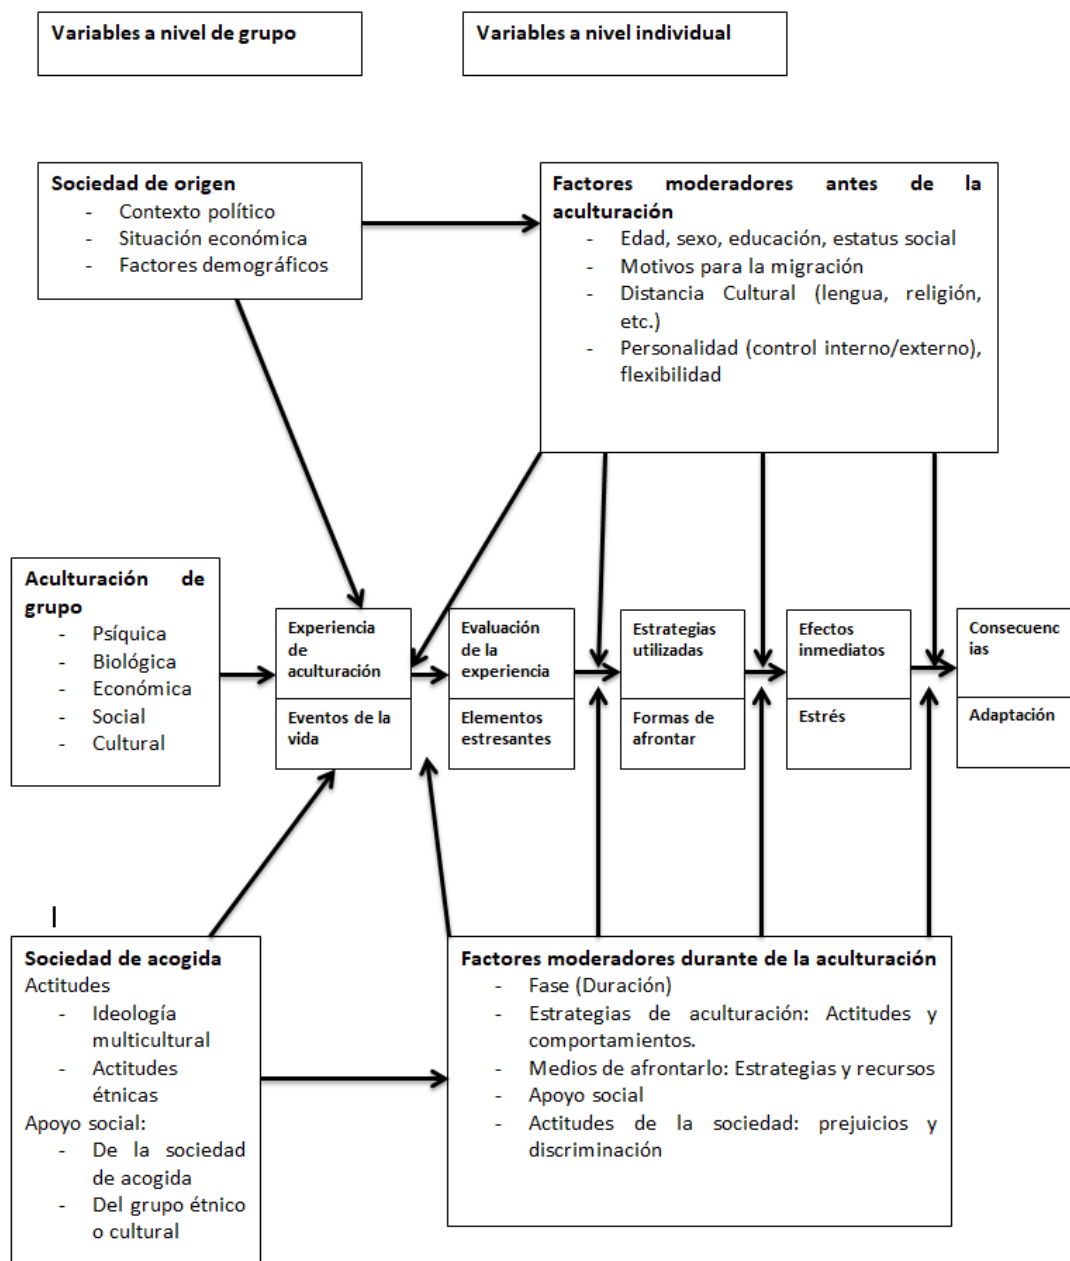 Variables a nivel de grupo
Variables a nivel individual
Sociedad de origen
- Contexto político
- Situación económica
- Factores demográficos
Factores moderadores antes de la
aculturación
- Edad, sexo, educación, estatus social
- Motivos para la migración
- Distancia Cultural (lengua, religión,
etc.)
- Personalidad (control interno/externo),
flexibilidad
Aculturación de
grupo
- Psíquica
- Biológica
- Económica
- Social
- Cultural
Experiencia
de
aculturación
Eventos de la
vida
Evaluación
de la
experiencia
Elementos
estresantes
Estrategias
utilizadas
Formas de
afrontar
Efectos
inmediatos
Estrés
Consecuenc
ias
Adaptación
Sociedad de acogida
Actitudes
- Ideología
multicultural
- Actitudes
étnicas
Apoyo social:
- De la sociedad
de acogida
- Del grupo étnico
o cultural
Factores moderadores durante de la aculturación
- Fase (Duración)
- Estrategias de aculturación: Actitudes y
comportamientos.
- Medios de afrontarlo: Estrategias y recursos
- Apoyo social
- Actitudes de la sociedad: prejuicios y
discriminación